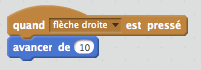 quand flèche droite est pressé
avancer de 10